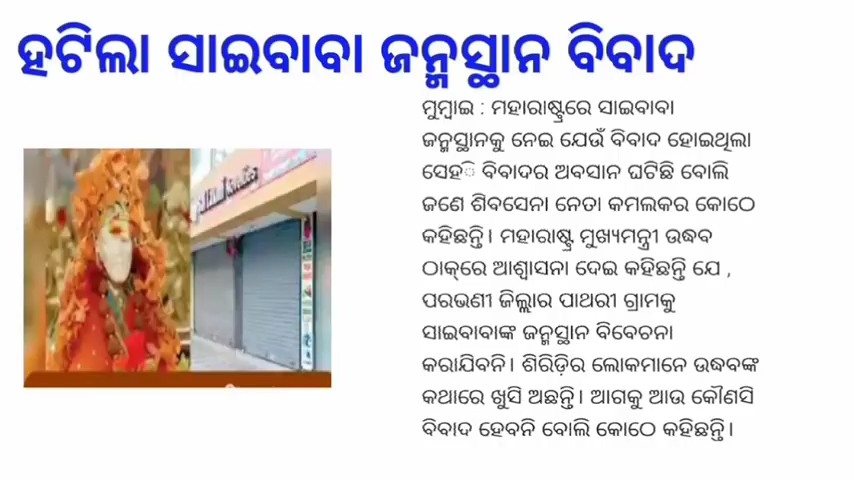 ହଟିଲା ସାଇବାବା ଜନ୍ମସ୍ଥାନ ବିବାଦ
ମୁମ୍ବାଇ : ମହାରାଷ୍ଟ୍ରରେ ସାଇବାବା
ଜନ୍ମସ୍ଥାନକୁ ନେଇ ଯେଉଁ ବିବାଦ ହୋଇଥିଲା
ସେହି ବିବାଦର ଅବସାନ ଘଟିଛି ବୋଲି
ଜଣେ ଶିବସେନା ନେତା କମଲକର କୋଠେ
କହିଛନ୍ତି । ମହାରାଷ୍ଟ୍ର ମୁଖ୍ୟମନ୍ତ୍ରୀ ଉଦ୍ଧବ
ଠାକ୍‌ରେ ଆଶ୍ୱାସନା ଦେଇ କହିଛନ୍ତି ଯେ ,
ପରଭଣୀ ଜିଲ୍ଲାର ପାଥରୀ ଗ୍ରାମକୁ
ସାଇବାବାଙ୍କ ଜନ୍ମସ୍ଥାନ ବିବେଚନା
କରାଯିବନି । ଶିରିଡ଼ିର ଲୋକମାନେ ଉଦ୍ଧବଙ୍କ
କଥାରେ ଖୁସି ଅଛନ୍ତି । ଆଗକୁ ଆଉ କୌଣସି
ବିବାଦ ହେବନି ବୋଲି କୋଠେ କହିଛନ୍ତି ।